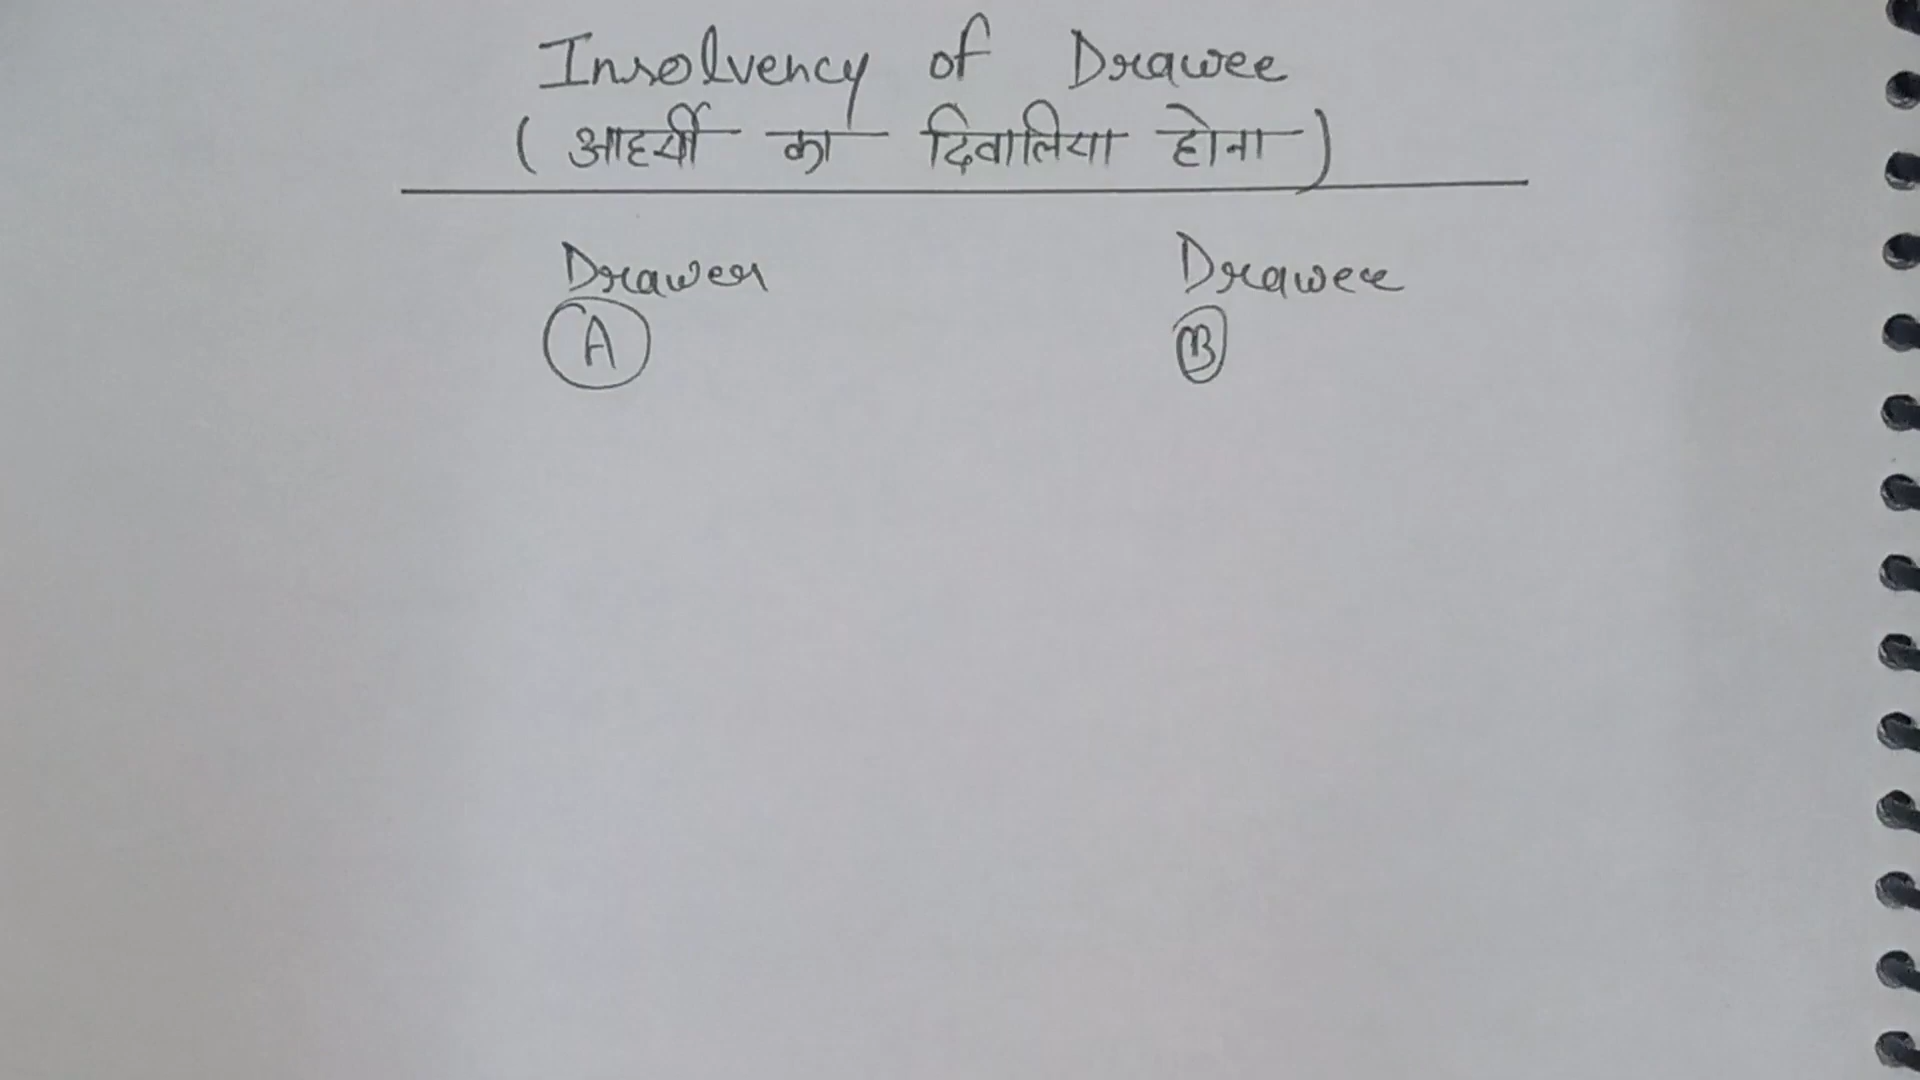 Insolvency of Drawee
( आहर्यी का दिवालिया होना )
Drawer Drawee
A B